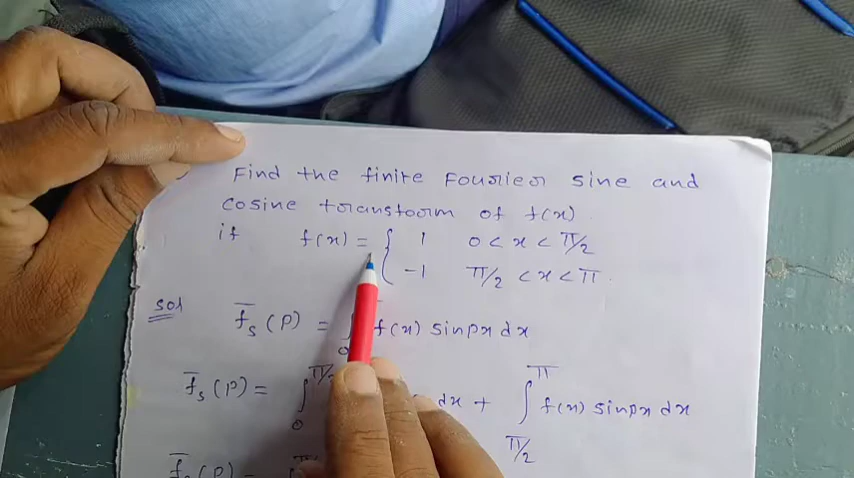 Find the finite Fourier sine and
cosine transform of f(x).
if f(x) = { 1 0 < x < π/2
-1 π/2 < x < π
Sol f̄s(P) = ∫ f(x) sinpx dx
0
f̄s(P) = ∫ dx + ∫ f(x) sinpx dx
0 π/2 π
f̄s(P)